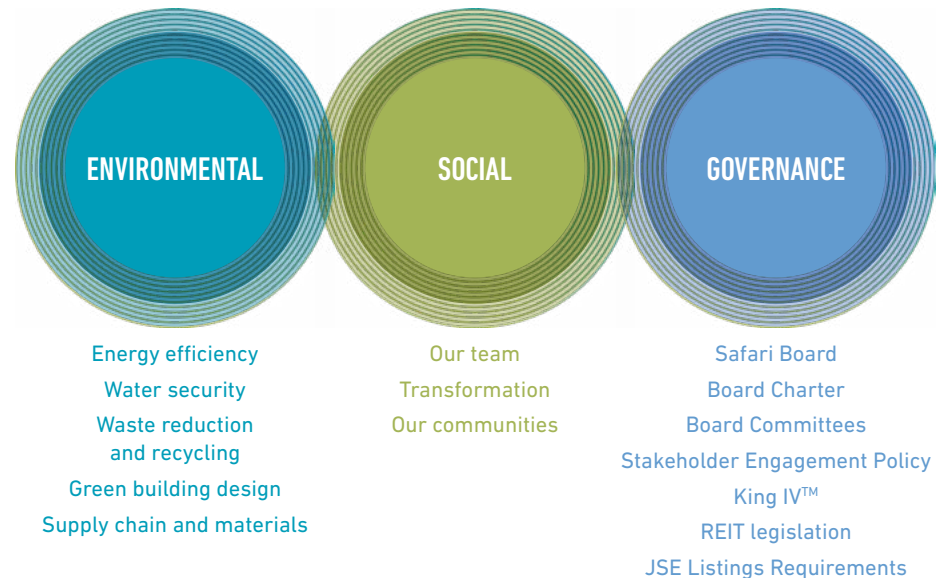 ENVIRONMENTAL
SOCIAL
GOVERNANCE
Energy efficiency
Water security
Waste reduction
and recycling
Green building design
Supply chain and materials
Our team
Transformation
Our communities
Safari Board
Board Charter
Board Committees
Stakeholder Engagement Policy
King IV™
REIT legislation
JSE Listings Requirements